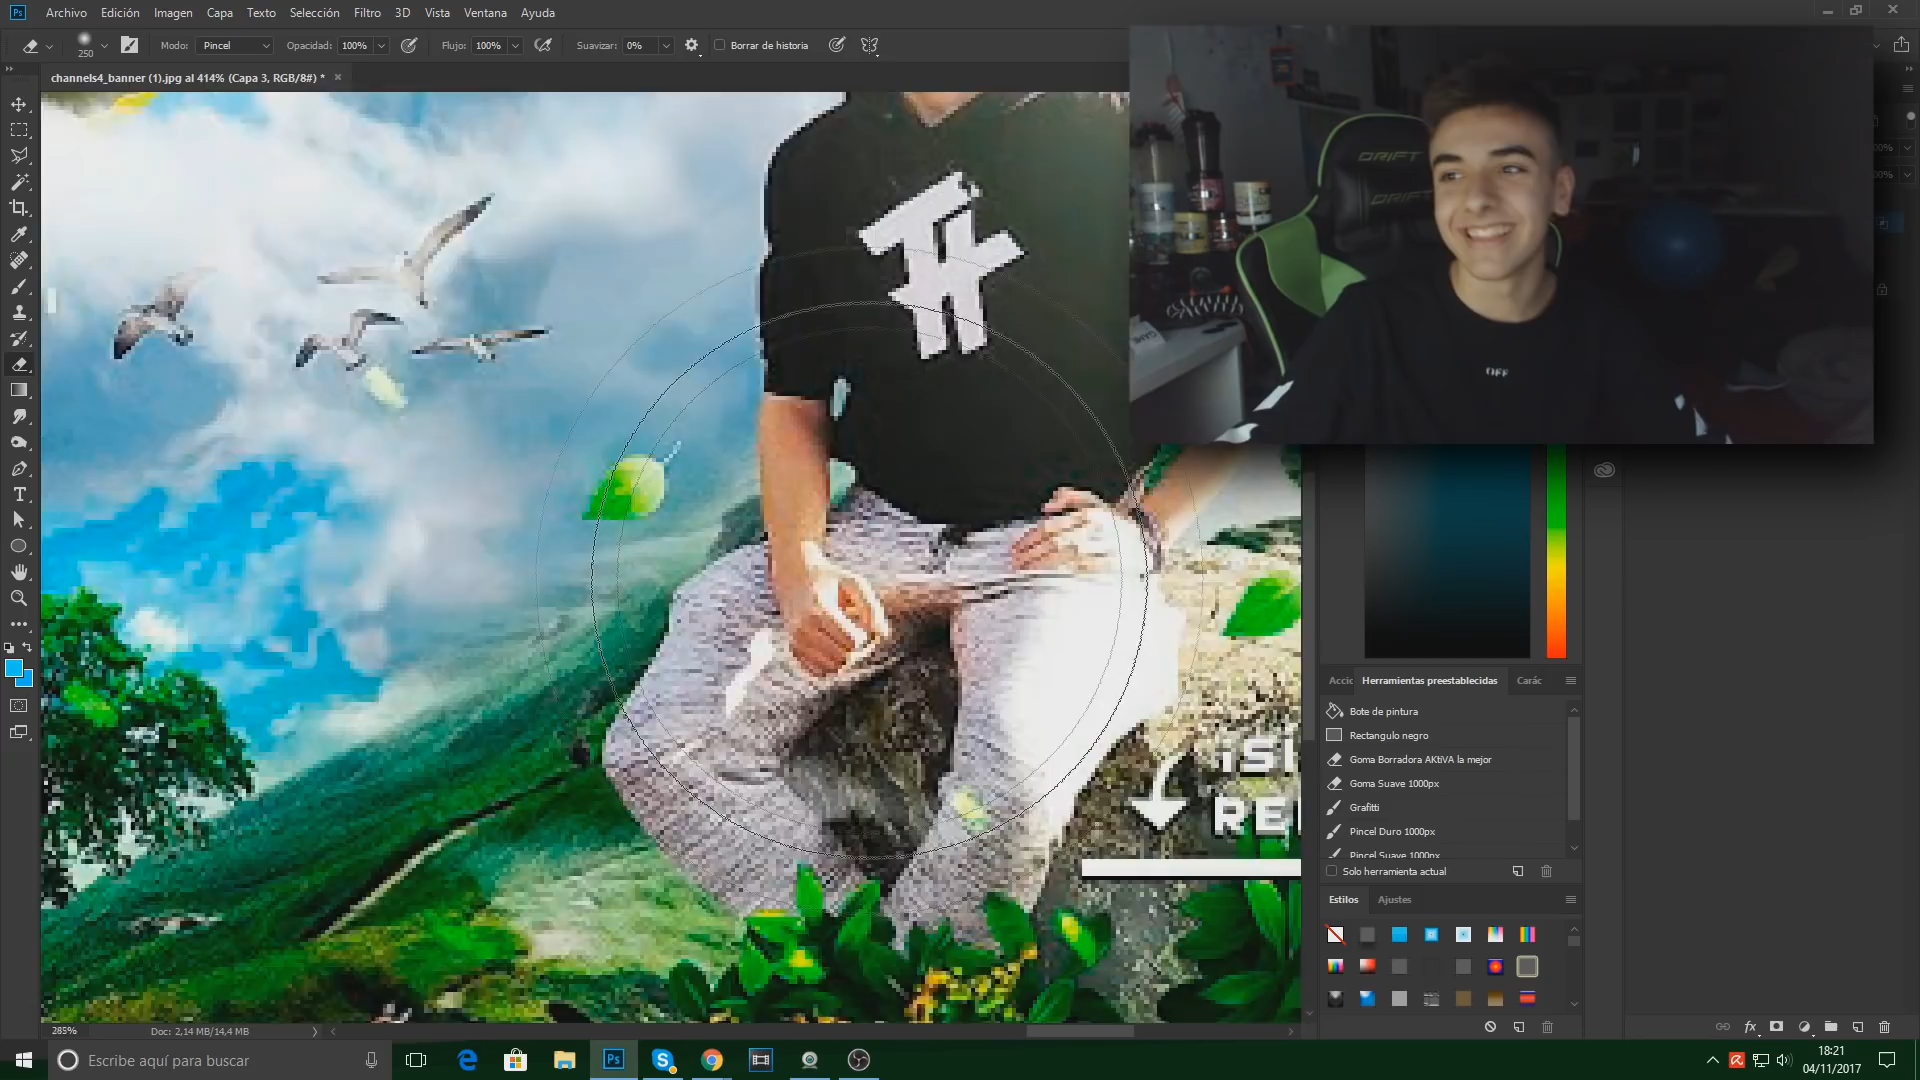 Archivo Edición Imagen Capa Texto Selección Filtro 3D Vista Ventana Ayuda
250 Modo: Pincel Opacidad: 100% Flujo: 100% Suavizar: 0% Borrar de historia
channels4_banner (1).jpg al 414% (Capa 3, RGB/8#) *
DRIFT
DRIFT
OFF
Herramientas preestablecidas
Bote de pintura
Rectangulo negro
Goma Borradora AKtiVA la mejor
Goma Suave 1000px
Grafitti
Pincel Duro 1000px
Pincel Suave 1000px
Solo herramienta actual
Estilos Ajustes
285% Doc: 2,14 MB/14,4 MB
Escribe aquí para buscar
18:21
04/11/2017